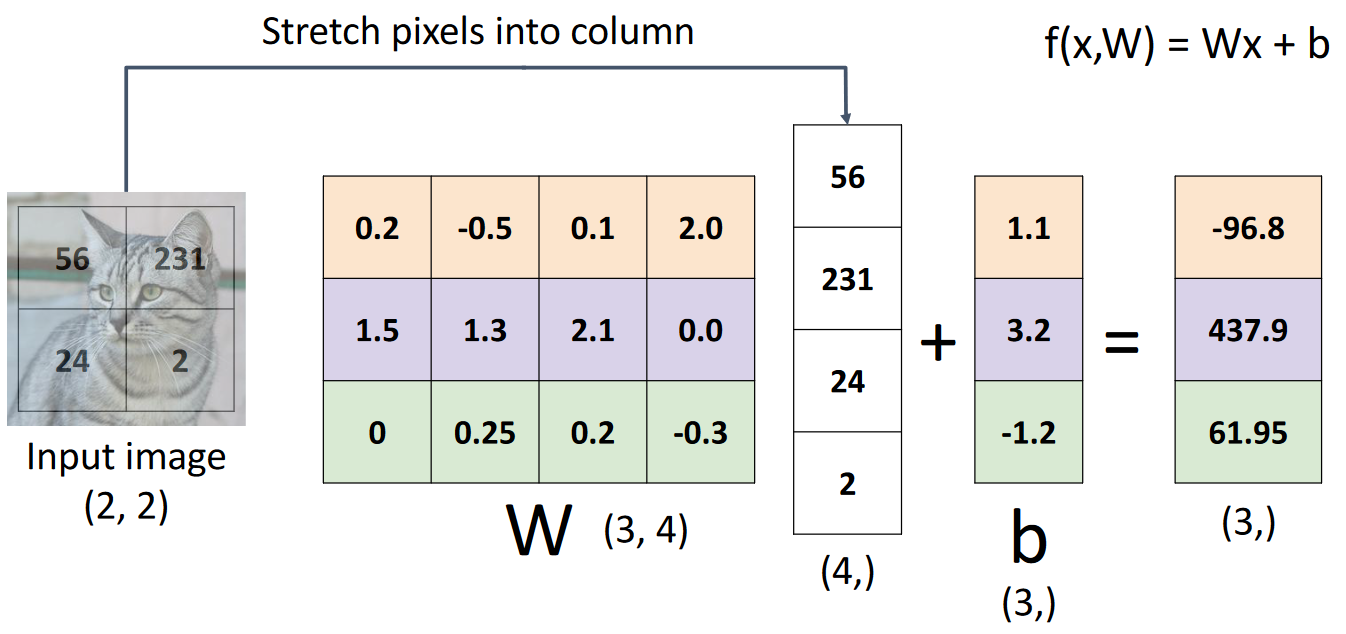 Stretch pixels into column
f(x,W) = Wx + b
56 231
24 2
Input image
(2, 2)
0.2 -0.5 0.1 2.0
1.5 1.3 2.1 0.0
0 0.25 0.2 -0.3
W (3, 4)
56
231
24
2
(4,)
+
1.1
3.2
-1.2
b
(3,)
=
-96.8
437.9
61.95
(3,)